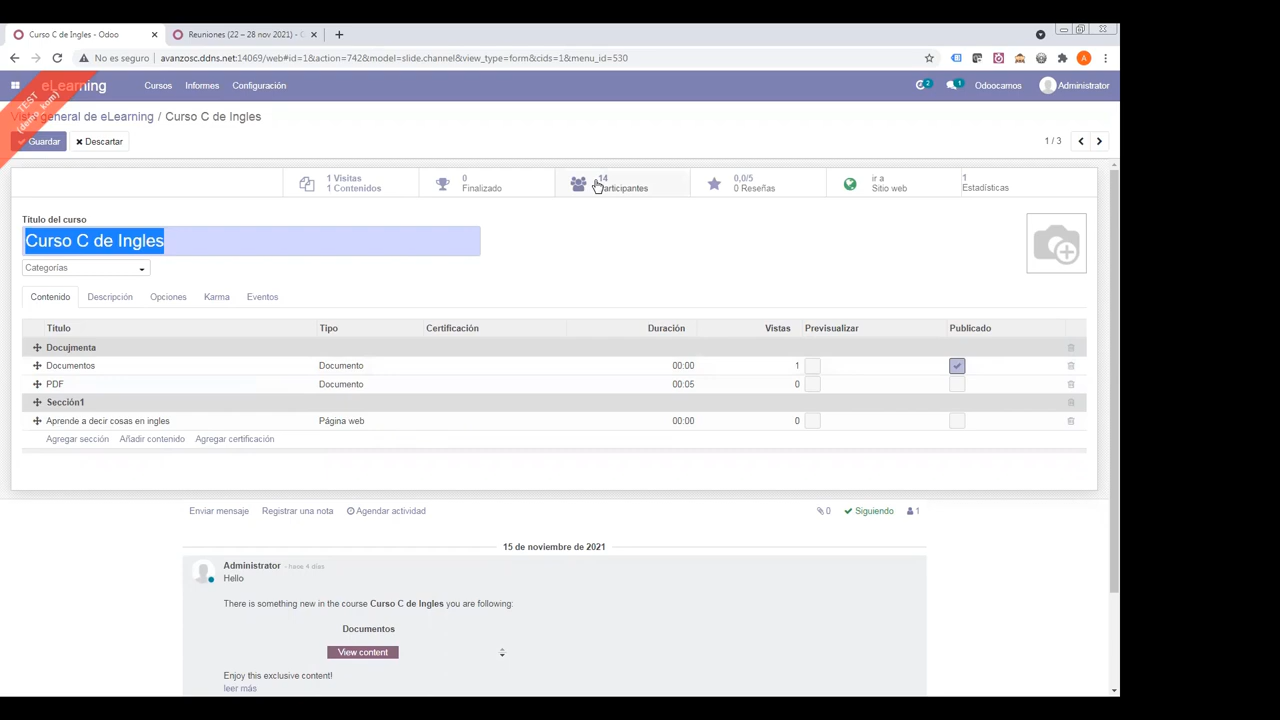 Curso C de Ingles - Odoo
Reuniones (22 – 28 nov 2021) - C
No es seguro
avanzosc.ddns.net:14069/web#id=1&action=742&model=slide.channel&view_type=form&cids=1&menu_id=530
A
TEST
(demo_kom)
eLearning
Cursos
Informes
Configuración
2
1
Odoocarnos
Administrator
Vista general de eLearning / Curso C de Ingles
Guardar
Descartar
1 / 3
1 Visitas
1 Contenidos
0
Finalizado
14
Participantes
0,0/5
0 Reseñas
ir a
Sitio web
1
Estadísticas
Título del curso
Curso C de Ingles
Categorías
Contenido
Descripción
Opciones
Karma
Eventos
Título
Tipo
Certificación
Duración
Vistas
Previsualizar
Publicado
Docujmenta
Documentos
Documento
00:00
1
PDF
Documento
00:05
0
Sección1
Aprende a decir cosas en ingles
Página web
00:00
0
Agregar sección
Añadir contenido
Agregar certificación
Enviar mensaje
Registrar una nota
Agendar actividad
0
Siguiendo
1
15 de noviembre de 2021
Administrator - hace 4 días
Hello
There is something new in the course Curso C de Ingles you are following:
Documentos
View content
Enjoy this exclusive content!
leer más